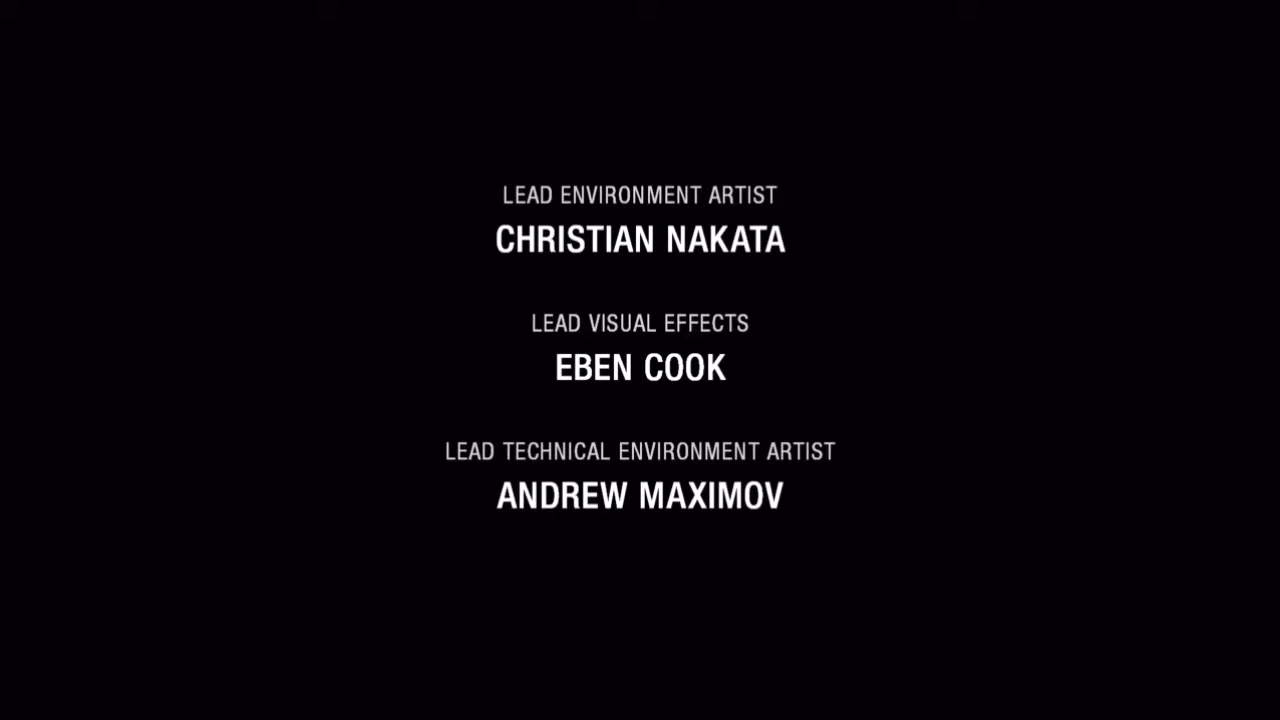 LEAD ENVIRONMENT ARTIST
CHRISTIAN NAKATA
LEAD VISUAL EFFECTS
EBEN COOK
LEAD TECHNICAL ENVIRONMENT ARTIST
ANDREW MAXIMOV